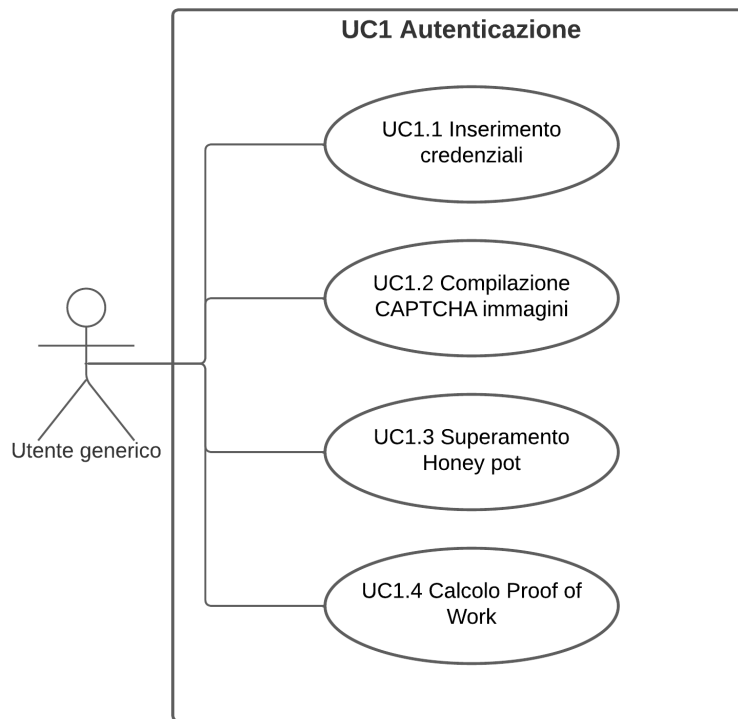 UC1 Autenticazione
UC1.1 Inserimento
credenziali
UC1.2 Compilazione
CAPTCHA immagini
UC1.3 Superamento
Honey pot
UC1.4 Calcolo Proof of
Work
Utente generico